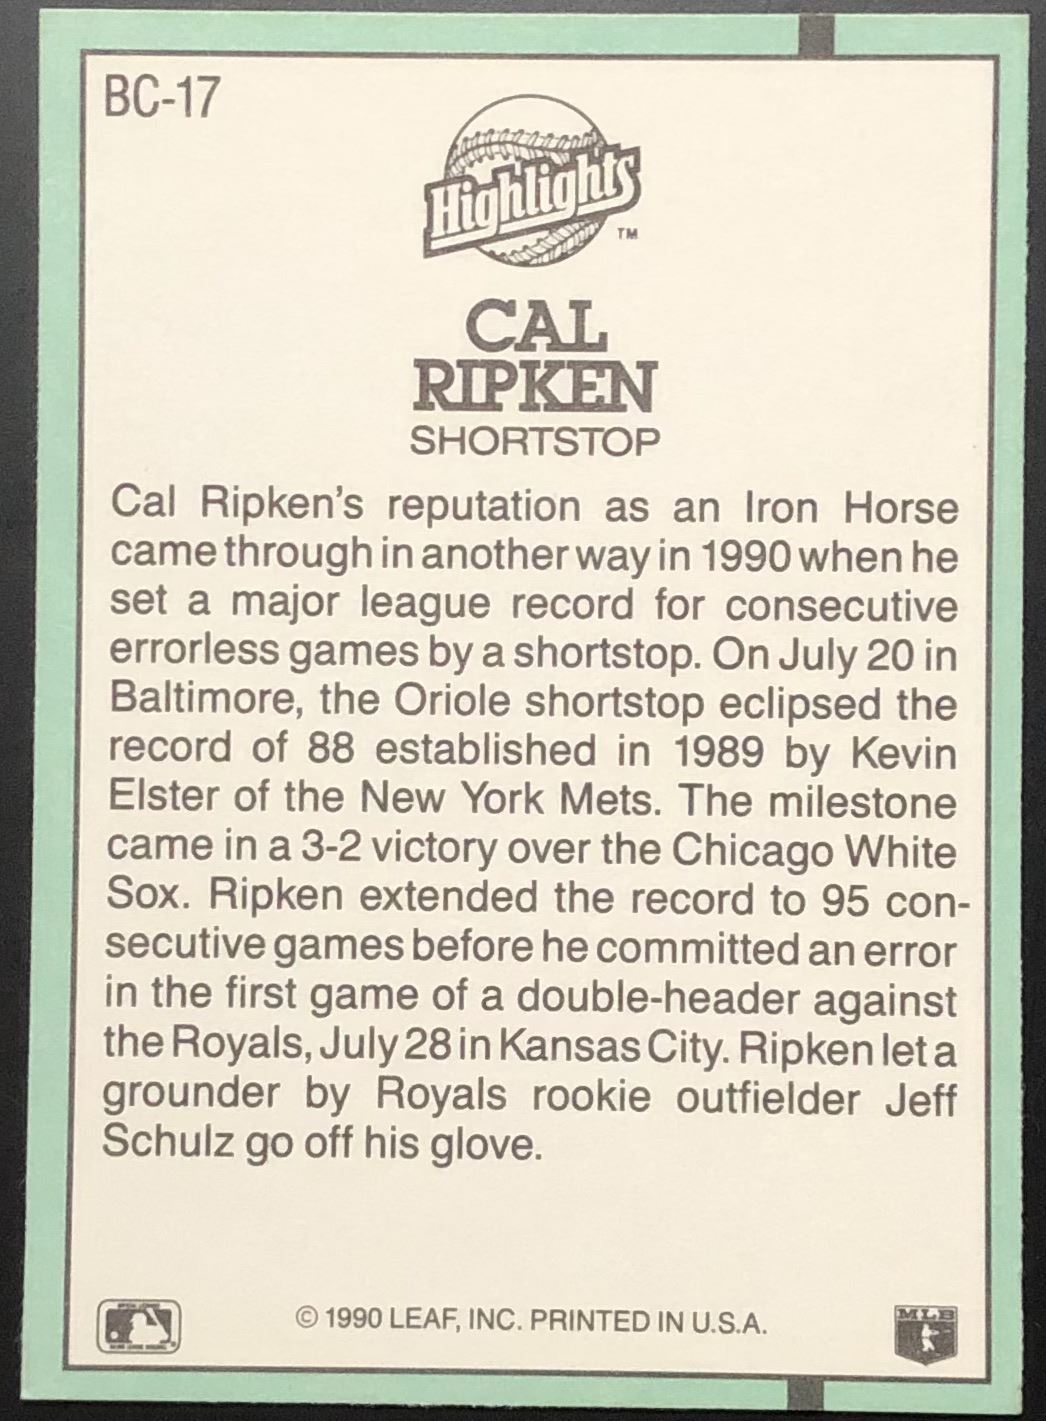 BC-17
Highlights
TM
CAL
RIPKEN
SHORTSTOP
Cal Ripken's reputation as an Iron Horse
came through in another way in 1990 when he
set a major league record for consecutive
errorless games by a shortstop. On July 20 in
Baltimore, the Oriole shortstop eclipsed the
record of 88 established in 1989 by Kevin
Elster of the New York Mets. The milestone
came in a 3-2 victory over the Chicago White
Sox. Ripken extended the record to 95 con-
secutive games before he committed an error
in the first game of a double-header against
the Royals, July 28 in Kansas City. Ripken let a
grounder by Royals rookie outfielder Jeff
Schulz go off his glove.
© 1990 LEAF, INC. PRINTED IN U.S.A.
MLB